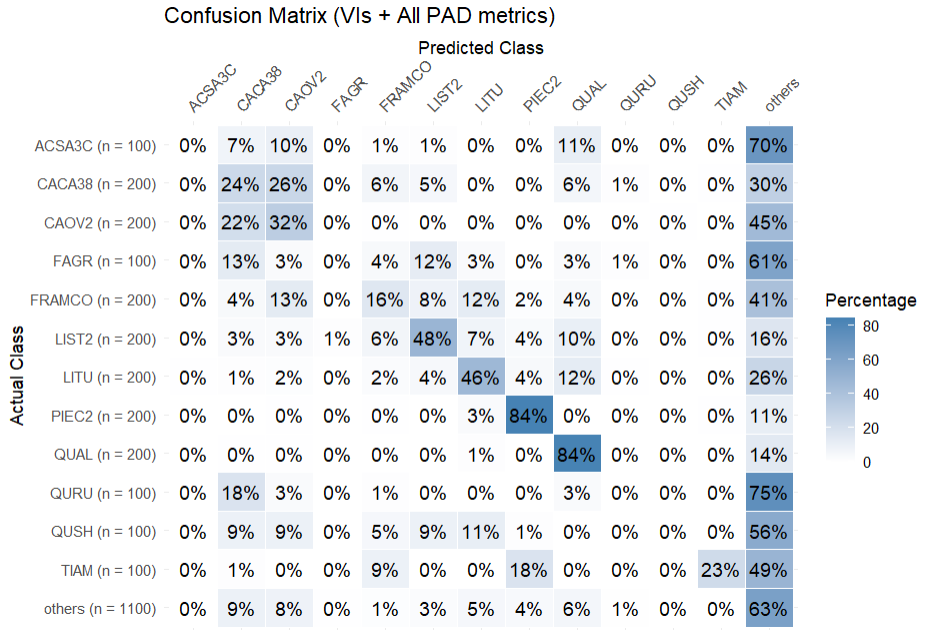 Confusion Matrix (VIs + All PAD metrics)
Predicted Class
ACSA3C CACA38 CAOV2 FAGR FRAMCO LIST2 LITU PIEC2 QUAL QURU QUSH TIAM others
ACSA3C (n = 100) 0% 7% 10% 0% 1% 1% 0% 0% 11% 0% 0% 0% 70%
CACA38 (n = 200) 0% 24% 26% 0% 6% 5% 0% 0% 6% 1% 0% 0% 30%
CAOV2 (n = 200) 0% 22% 32% 0% 0% 0% 0% 0% 0% 0% 0% 0% 45%
FAGR (n = 100) 0% 13% 3% 0% 4% 12% 3% 0% 3% 1% 0% 0% 61%
FRAMCO (n = 200) 0% 4% 13% 0% 16% 8% 12% 2% 4% 0% 0% 0% 41%
LIST2 (n = 200) 0% 3% 3% 1% 6% 48% 7% 4% 10% 0% 0% 0% 16%
LITU (n = 200) 0% 1% 2% 0% 2% 4% 46% 4% 12% 0% 0% 0% 26%
PIEC2 (n = 200) 0% 0% 0% 0% 0% 0% 3% 84% 0% 0% 0% 0% 11%
QUAL (n = 200) 0% 0% 0% 0% 0% 0% 1% 0% 84% 0% 0% 0% 14%
QURU (n = 100) 0% 18% 3% 0% 1% 0% 0% 0% 3% 0% 0% 0% 75%
QUSH (n = 100) 0% 9% 9% 0% 5% 9% 11% 1% 0% 0% 0% 0% 56%
TIAM (n = 100) 0% 1% 0% 0% 9% 0% 0% 18% 0% 0% 0% 23% 49%
others (n = 1100) 0% 9% 8% 0% 1% 3% 5% 4% 6% 1% 0% 0% 63%
Actual Class
Percentage
80
60
40
20
0